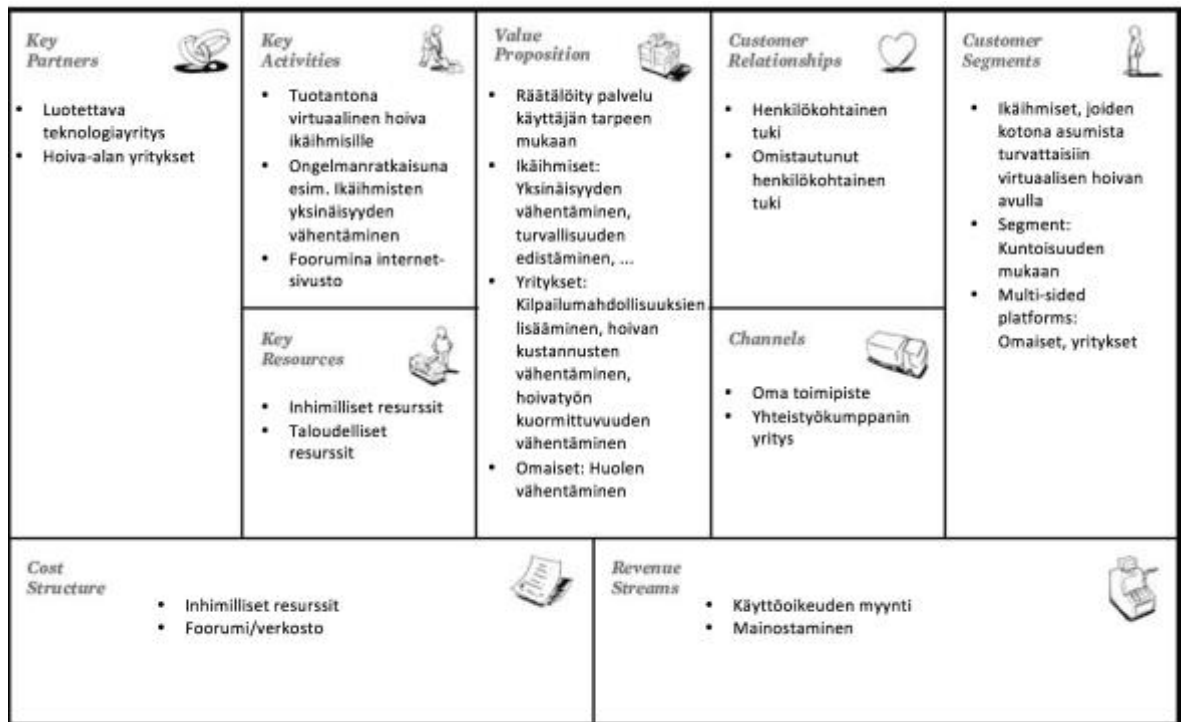 Key
Partners
• Luotettava
teknologiayritys
• Hoiva-alan yritykset
Key
Activities
• Tuotantona
virtuaalinen hoiva
ikäihmisille
• Ongelmanratkaisuna
esim. Ikäihmisten
yksinäisyyden
vähentäminen
• Foorumina internet-
sivusto
Key
Resources
• Inhimilliset resurssit
• Taloudelliset
resurssit
Value
Proposition
• Räätälöity palvelu
käyttäjän tarpeen
mukaan
• Ikäihmiset:
Yksinäisyyden
vähentäminen,
turvallisuuden
edistäminen, ...
• Yritykset:
Kilpailumahdollisuuksien
lisääminen, hoivan
kustannusten
vähentäminen,
hoivatyön
kuormittuvuuden
vähentäminen
• Omaiset: Huolen
vähentäminen
Customer
Relationships
• Henkilökohtainen
tuki
• Omistautunut
henkilökohtainen
tuki
Channels
• Oma toimipiste
• Yhteistyökumppanin
yritys
Customer
Segments
• Ikäihmiset, joiden
kotona asumista
turvattaisiin
virtuaalisen hoivan
avulla
• Segment:
Kuntoisuuden
mukaan
• Multi-sided
platforms:
Omaiset, yritykset
Cost
Structure
• Inhimilliset resurssit
• Foorumi/verkosto
Revenue
Streams
• Käyttöoikeuden myynti
• Mainostaminen